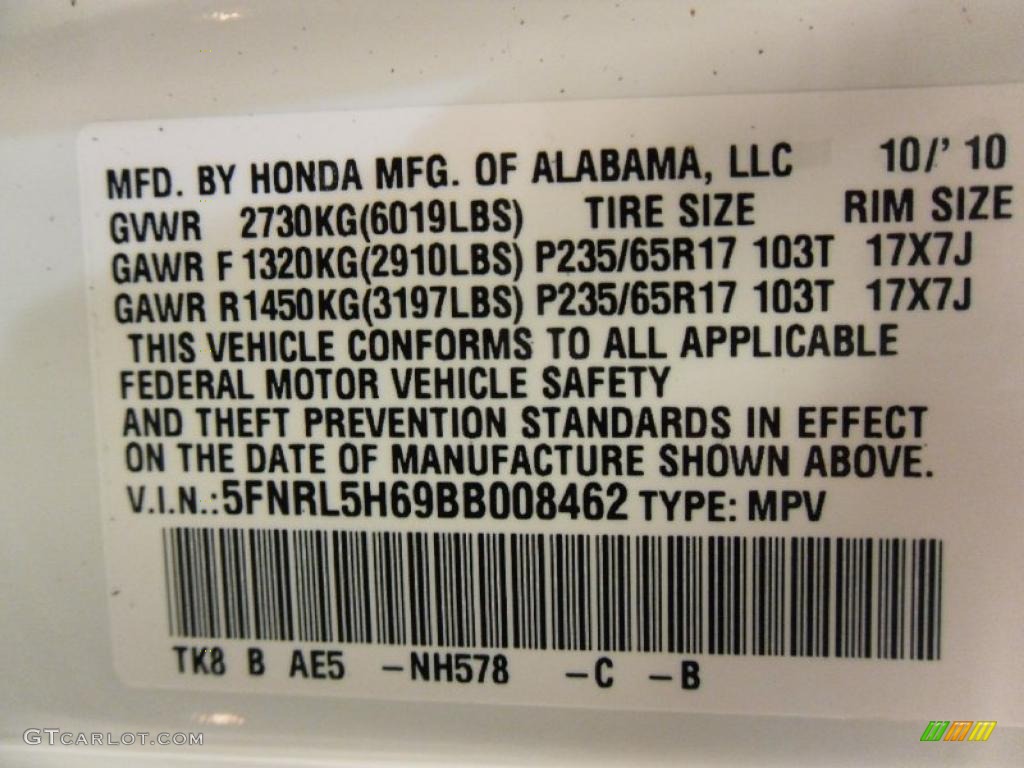 MFD. BY HONDA MFG. OF ALABAMA, LLC 10/' 10
GVWR 2730KG(6019LBS) TIRE SIZE RIM SIZE
GAWR F 1320KG(2910LBS) P235/65R17 103T 17X7J
GAWR R1450KG(3197LBS) P235/65R17 103T 17X7J
THIS VEHICLE CONFORMS TO ALL APPLICABLE
FEDERAL MOTOR VEHICLE SAFETY
AND THEFT PREVENTION STANDARDS IN EFFECT
ON THE DATE OF MANUFACTURE SHOWN ABOVE.
V.I.N.:5FNRL5H69BB008462 TYPE: MPV
TK8 B AE5 -NH578 -C -B
GTCARLOT.COM